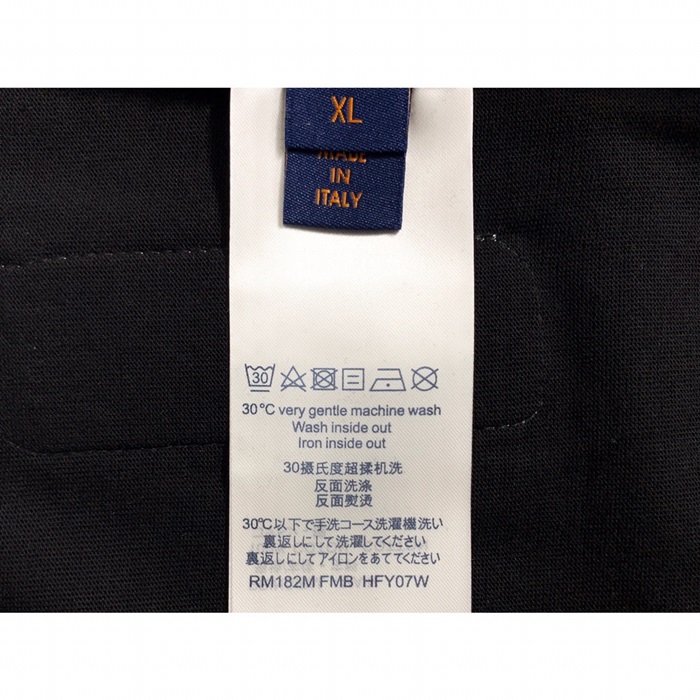 XL
MADE
IN
ITALY
30
30℃ very gentle machine wash
Wash inside out
Iron inside out
30摄氏度超揉机洗
反面洗涤
反面熨烫
30℃以下で手洗コース洗濯機洗い
裏返しにして洗濯してください
裏返しにしてアイロンをあててください
RM182M FMB HFY07W